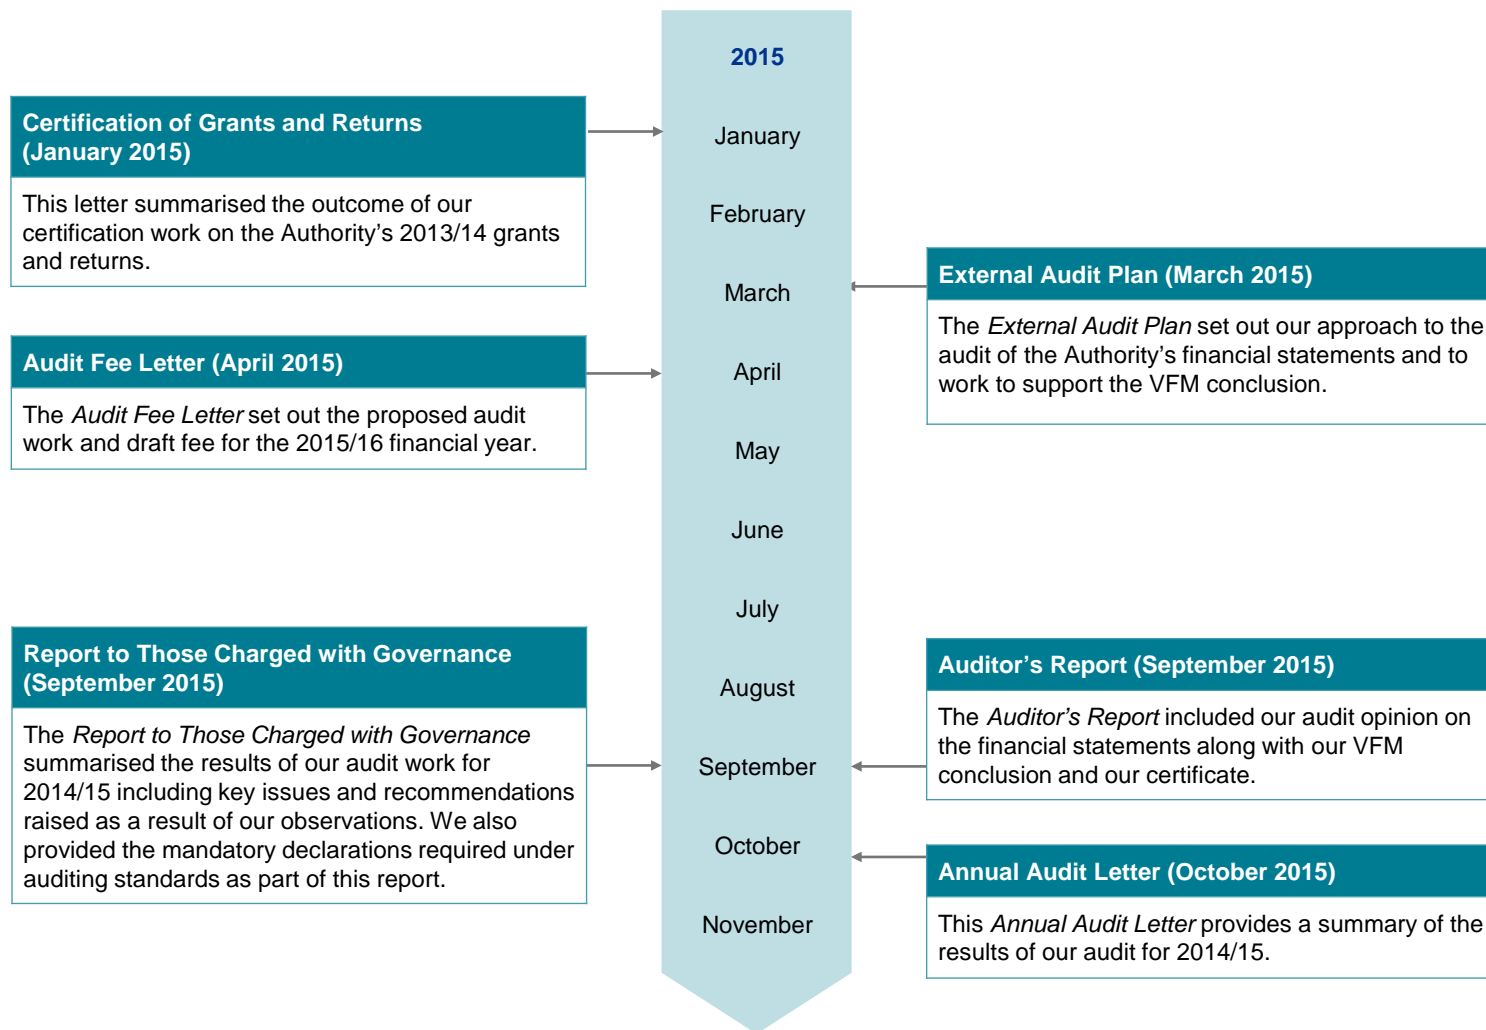 2015
January
February
March
April
May
June
July
August
September
October
November
Certification of Grants and Returns
(January 2015)
This letter summarised the outcome of our
certification work on the Authority’s 2013/14 grants
and returns.
Audit Fee Letter (April 2015)
The Audit Fee Letter set out the proposed audit
work and draft fee for the 2015/16 financial year.
Report to Those Charged with Governance
(September 2015)
The Report to Those Charged with Governance
summarised the results of our audit work for
2014/15 including key issues and recommendations
raised as a result of our observations. We also
provided the mandatory declarations required under
auditing standards as part of this report.
External Audit Plan (March 2015)
The External Audit Plan set out our approach to the
audit of the Authority’s financial statements and to
work to support the VFM conclusion.
Auditor’s Report (September 2015)
The Auditor’s Report included our audit opinion on
the financial statements along with our VFM
conclusion and our certificate.
Annual Audit Letter (October 2015)
This Annual Audit Letter provides a summary of the
results of our audit for 2014/15.